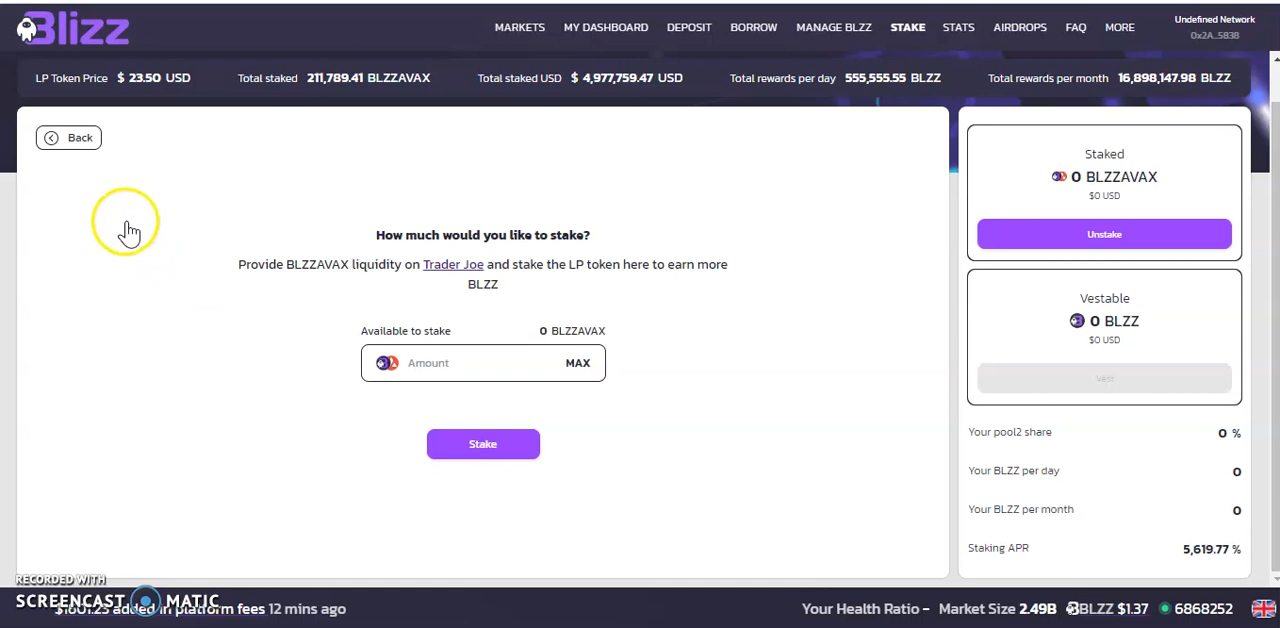 Blizz
MARKETS MY DASHBOARD DEPOSIT BORROW MANAGE BLZZ STAKE STATS AIRDROPS FAQ MORE
Undefined Network
0x2A...5838
LP Token Price $ 23.50 USD Total staked 211,789.41 BLZZAVAX Total staked USD $ 4,977,759.47 USD Total rewards per day 555,555.55 BLZZ Total rewards per month 16,898,147.98 BLZZ
Back
How much would you like to stake?
Provide BLZZAVAX liquidity on Trader Joe and stake the LP token here to earn more
BLZZ
Available to stake 0 BLZZAVAX
Amount MAX
Stake
Staked
0 BLZZAVAX
$0 USD
Unstake
Vestable
0 BLZZ
$0 USD
Vest
Your pool2 share 0 %
Your BLZZ per day 0
Your BLZZ per month 0
Staking APR 5,619.77 %
RECORDED WITH
SCREENCAST MATIC
added in platform fees 12 mins ago
Your Health Ratio - Market Size 2.49B BLZZ $1.37 6868252